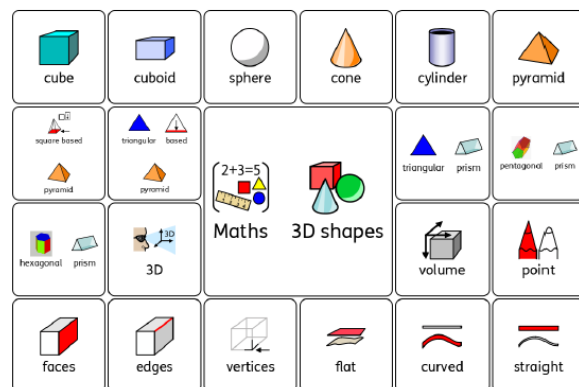 cube
cuboid
sphere
cone
cylinder
pyramid
square based
pyramid
triangular based
pyramid
2+3=5
Maths
3D shapes
triangular prism
pentagonal prism
hexagonal prism
3D
3D
volume
point
faces
edges
vertices
flat
curved
straight